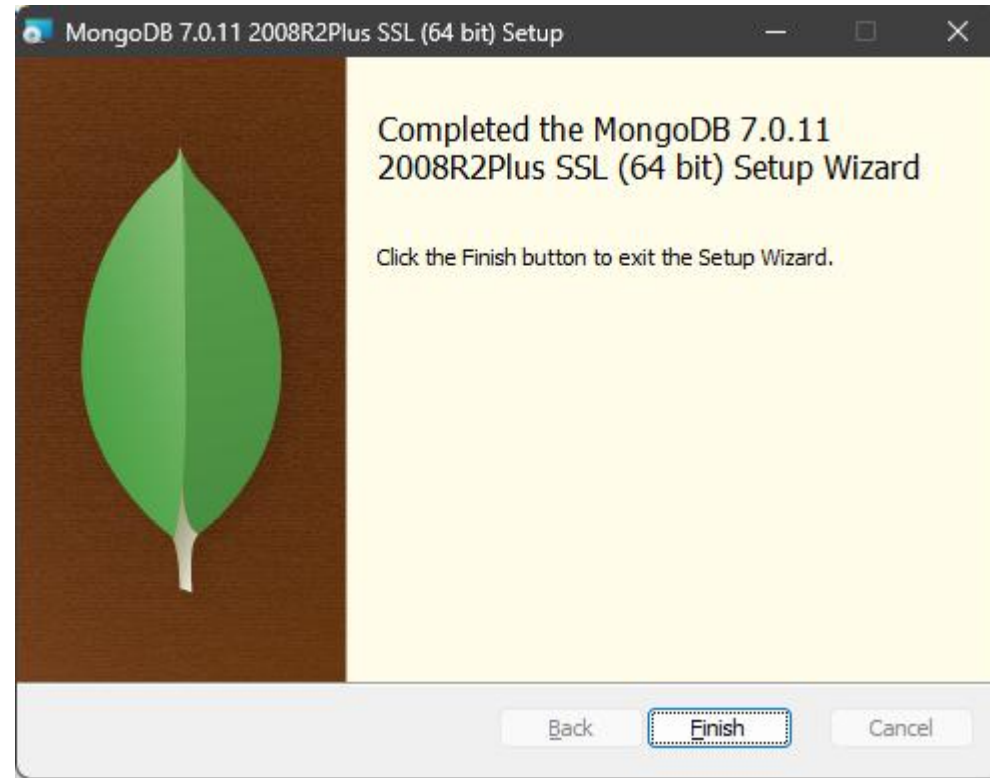 MongoDB 7.0.11 2008R2Plus SSL (64 bit) Setup
Completed the MongoDB 7.0.11
2008R2Plus SSL (64 bit) Setup Wizard
Click the Finish button to exit the Setup Wizard.
Back Finish Cancel